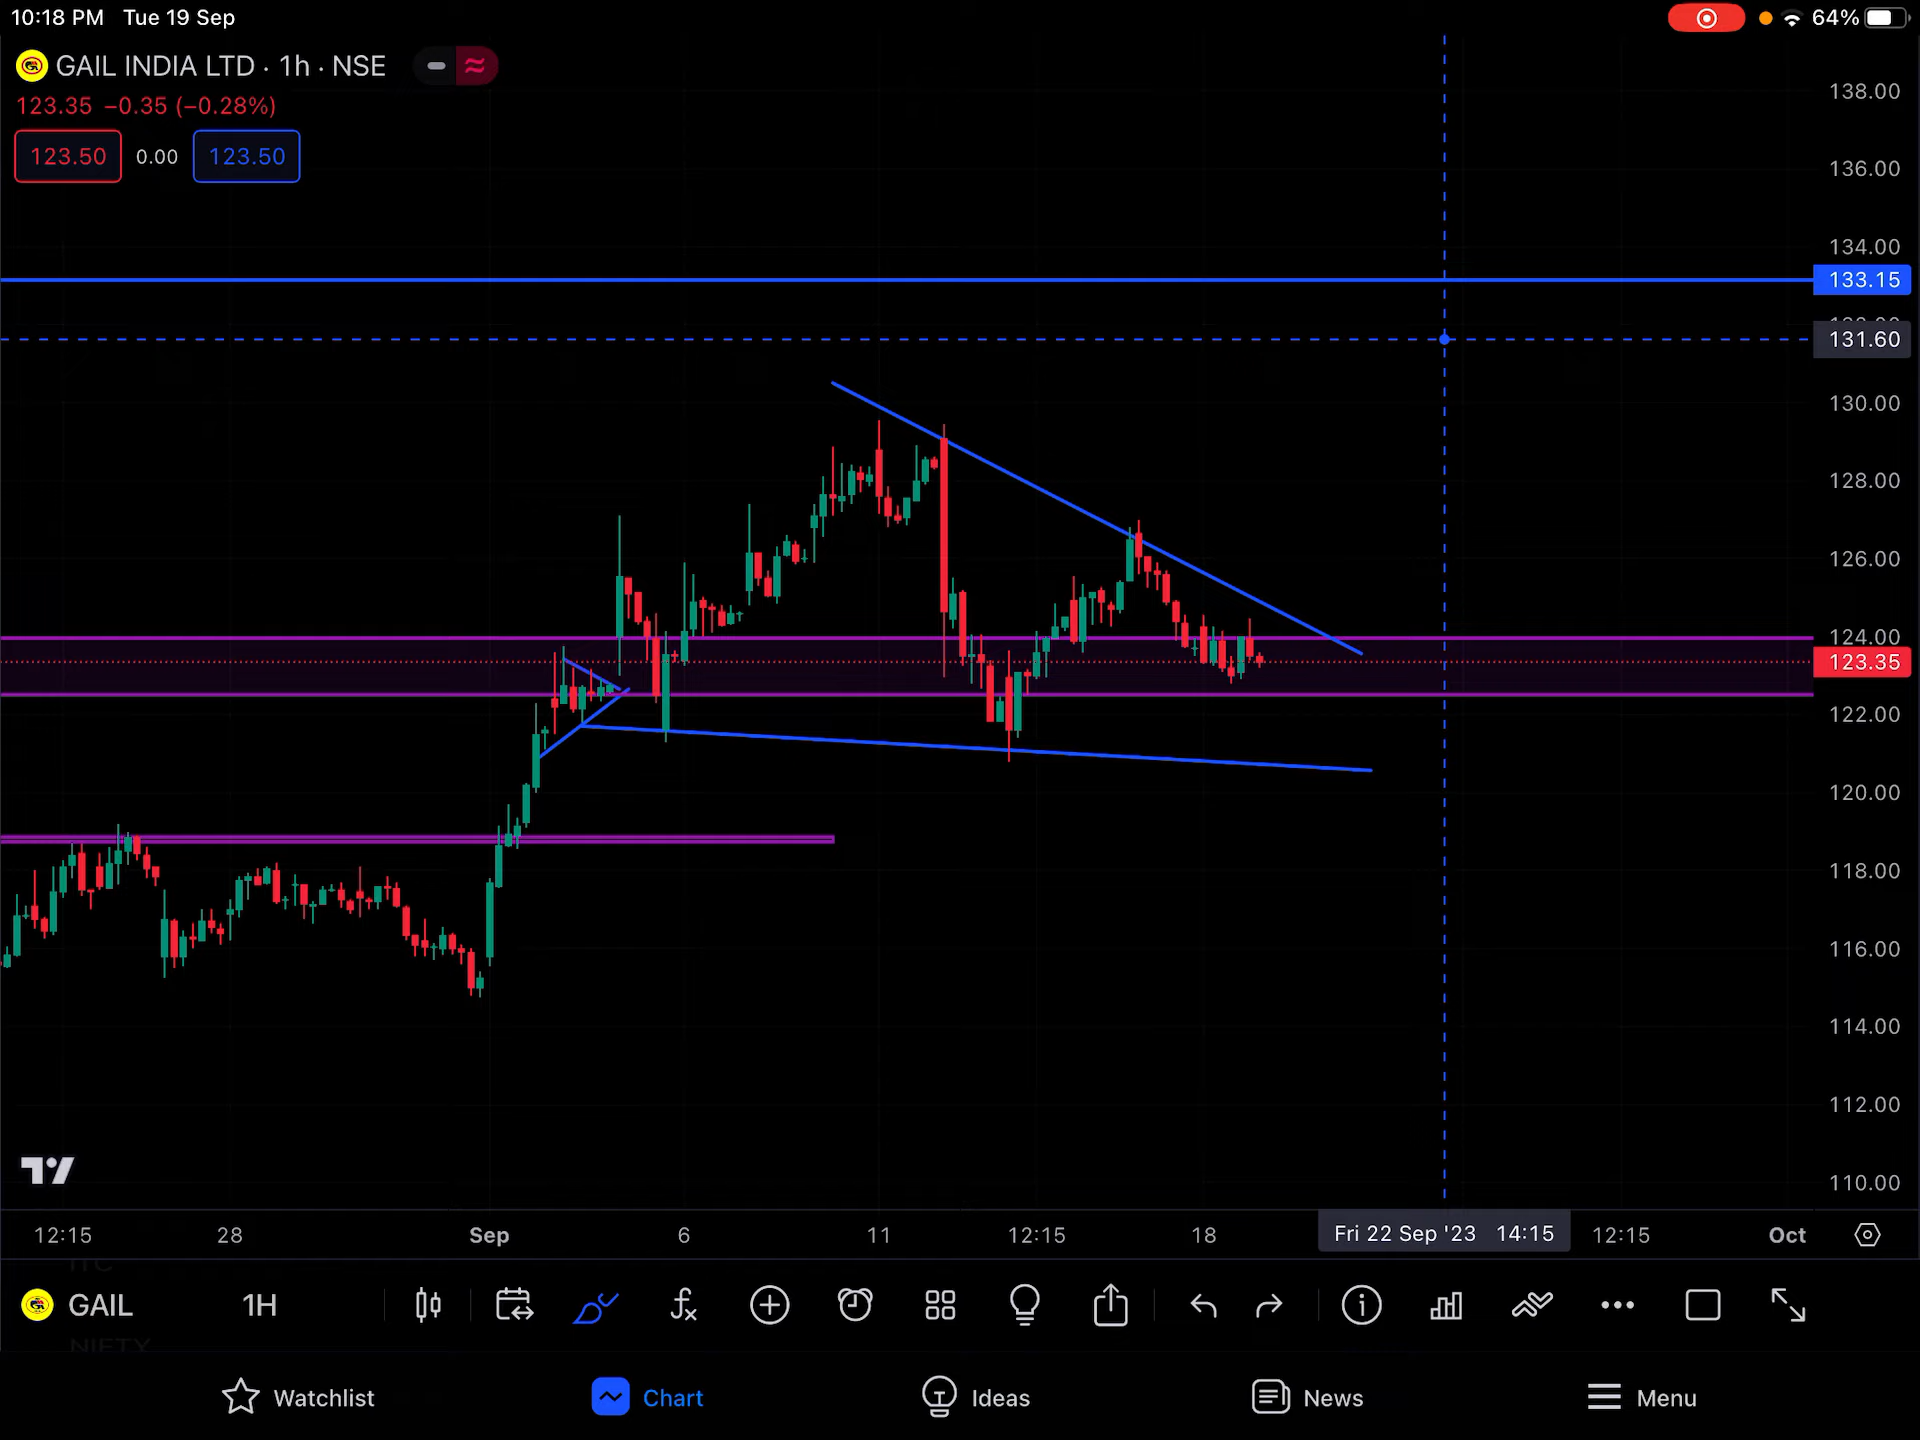 10:18 PM Tue 19 Sep
64%
GAIL INDIA LTD · 1h · NSE
123.35 −0.35 (−0.28%)
123.50 0.00 123.50
138.00
136.00
134.00
133.15
131.60
130.00
128.00
126.00
124.00
123.35
122.00
120.00
118.00
116.00
114.00
112.00
110.00
12:15 28 Sep 6 11 12:15 18 Fri 22 Sep '23 14:15 12:15 Oct
ITC
GAIL 1H
NIFTY
Watchlist Chart Ideas News Menu